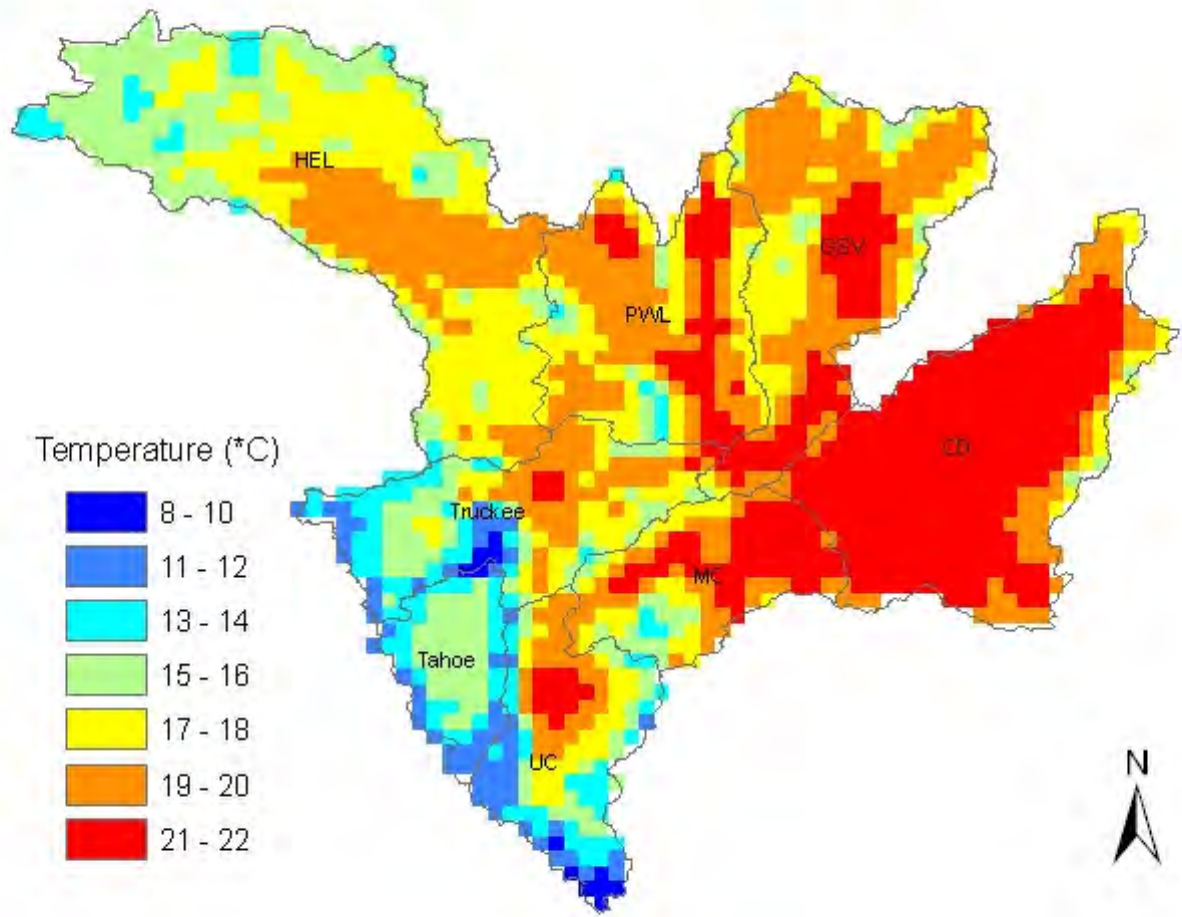 HEL
GSV
PWL
Temperature (*C)
CD
8 - 10
Truckee
11 - 12
MC
13 - 14
Tahoe
15 - 16
17 - 18
UC
19 - 20
N
21 - 22